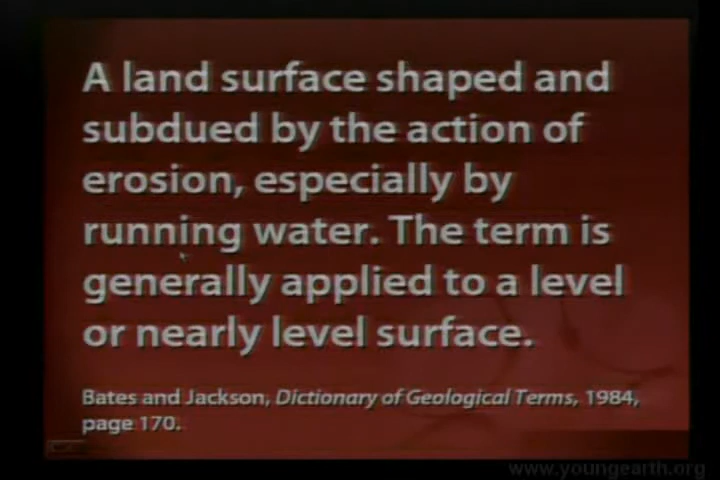 A land surface shaped and
subdued by the action of
erosion, especially by
running water. The term is
generally applied to a level
or nearly level surface.
Bates and Jackson, Dictionary of Geological Terms, 1984,
page 170.
www.youngearth.org